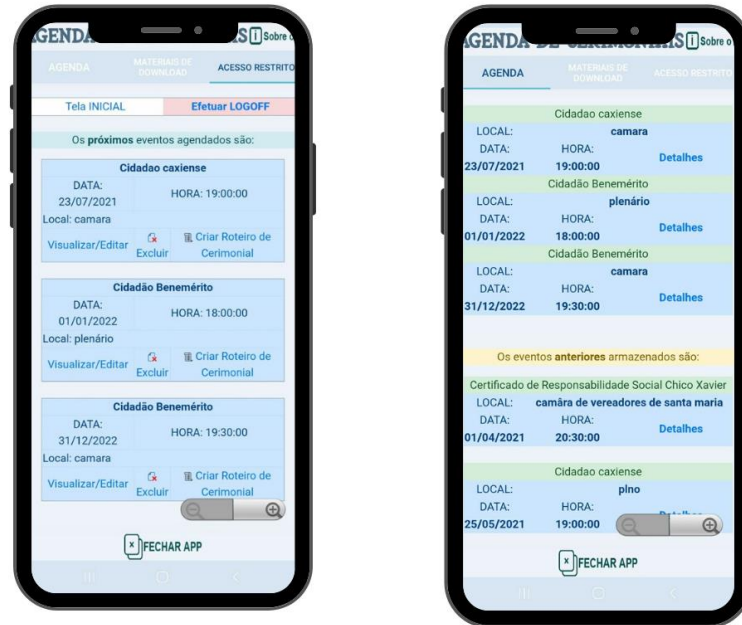 AGENDA
MATERIAIS DE
DOWNLOAD
ACESSO RESTRITO
Tela INICIAL Efetuar LOGOFF
Os próximos eventos agendados são:
Cidadao caxiense
DATA:
23/07/2021
HORA: 19:00:00
Local: camara
Visualizar/Editar
Excluir
Criar Roteiro de
Cerimonial
Cidadão Benemérito
DATA:
01/01/2022
HORA: 18:00:00
Local: plenário
Visualizar/Editar
Excluir
Criar Roteiro de
Cerimonial
Cidadão Benemérito
DATA:
31/12/2022
HORA: 19:30:00
Local: camara
Visualizar/Editar
Excluir
Criar Roteiro de
Cerimonial
x FECHAR APP
i Sobre o
AGENDA
MATERIAIS DE
DOWNLOAD
ACESSO RESTRITO
Cidadao caxiense
LOCAL: camara
DATA: HORA:
23/07/2021 19:00:00
Detalhes
Cidadão Benemérito
LOCAL: plenário
DATA: HORA:
01/01/2022 18:00:00
Detalhes
Cidadão Benemérito
LOCAL: camara
DATA: HORA:
31/12/2022 19:30:00
Detalhes
Os eventos anteriores armazenados são:
Certificado de Responsabilidade Social Chico Xavier
LOCAL: camâra de vereadores de santa maria
DATA: HORA:
01/04/2021 20:30:00
Detalhes
Cidadao caxiense
LOCAL: plno
DATA: HORA:
25/05/2021 19:00:00
x FECHAR APP